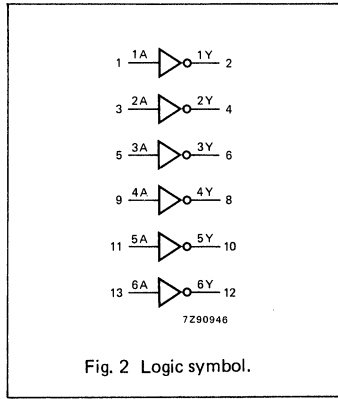 1 1A 1Y 2
3 2A 2Y 4
5 3A 3Y 6
9 4A 4Y 8
11 5A 5Y 10
13 6A 6Y 12
7Z90946
Fig. 2 Logic symbol.